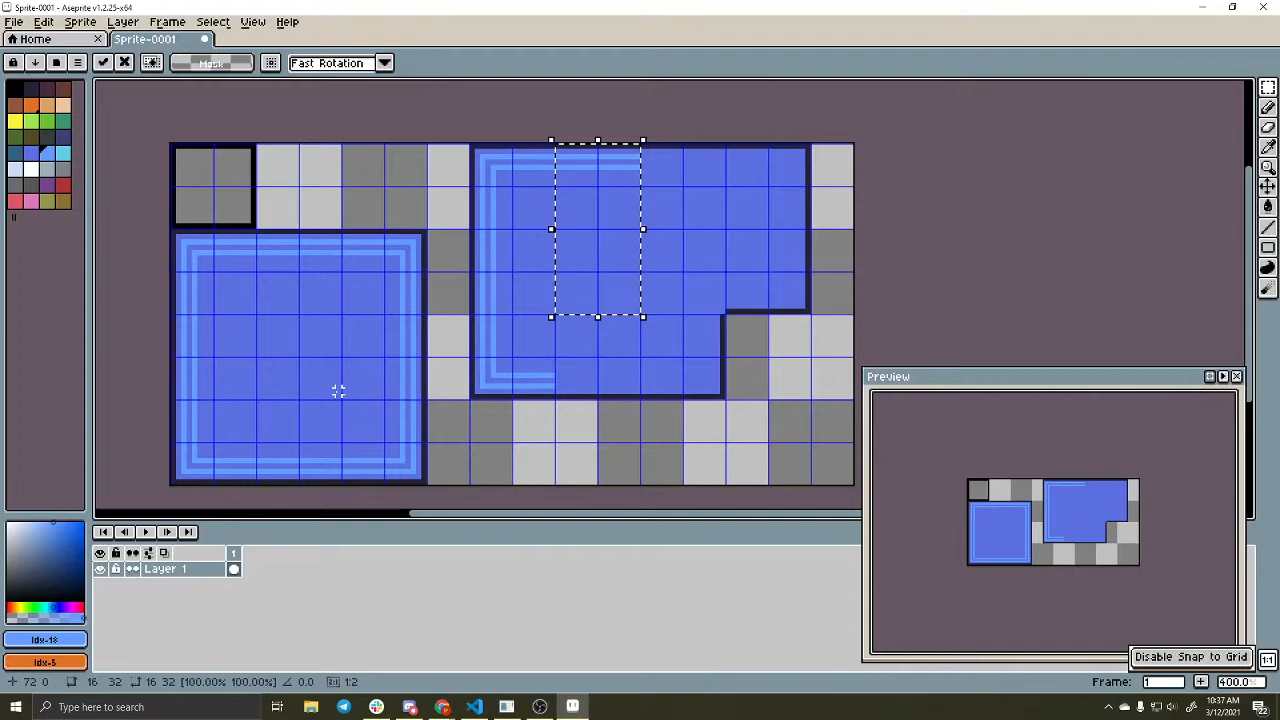 Sprite-0001 - Aseprite v1.2.25-x64
File Edit Sprite Layer Frame Select View Help
Home
Sprite-0001
Mask
Fast Rotation
Preview
1
Layer 1
Idx-18
Idx-5
Disable Snap to Grid
1:1
72 0 16 32 16 32 [100.00% 100.00%] 0.0 1:2
Frame: 1
400.0%
Type here to search
10:37 AM
3/12/2021